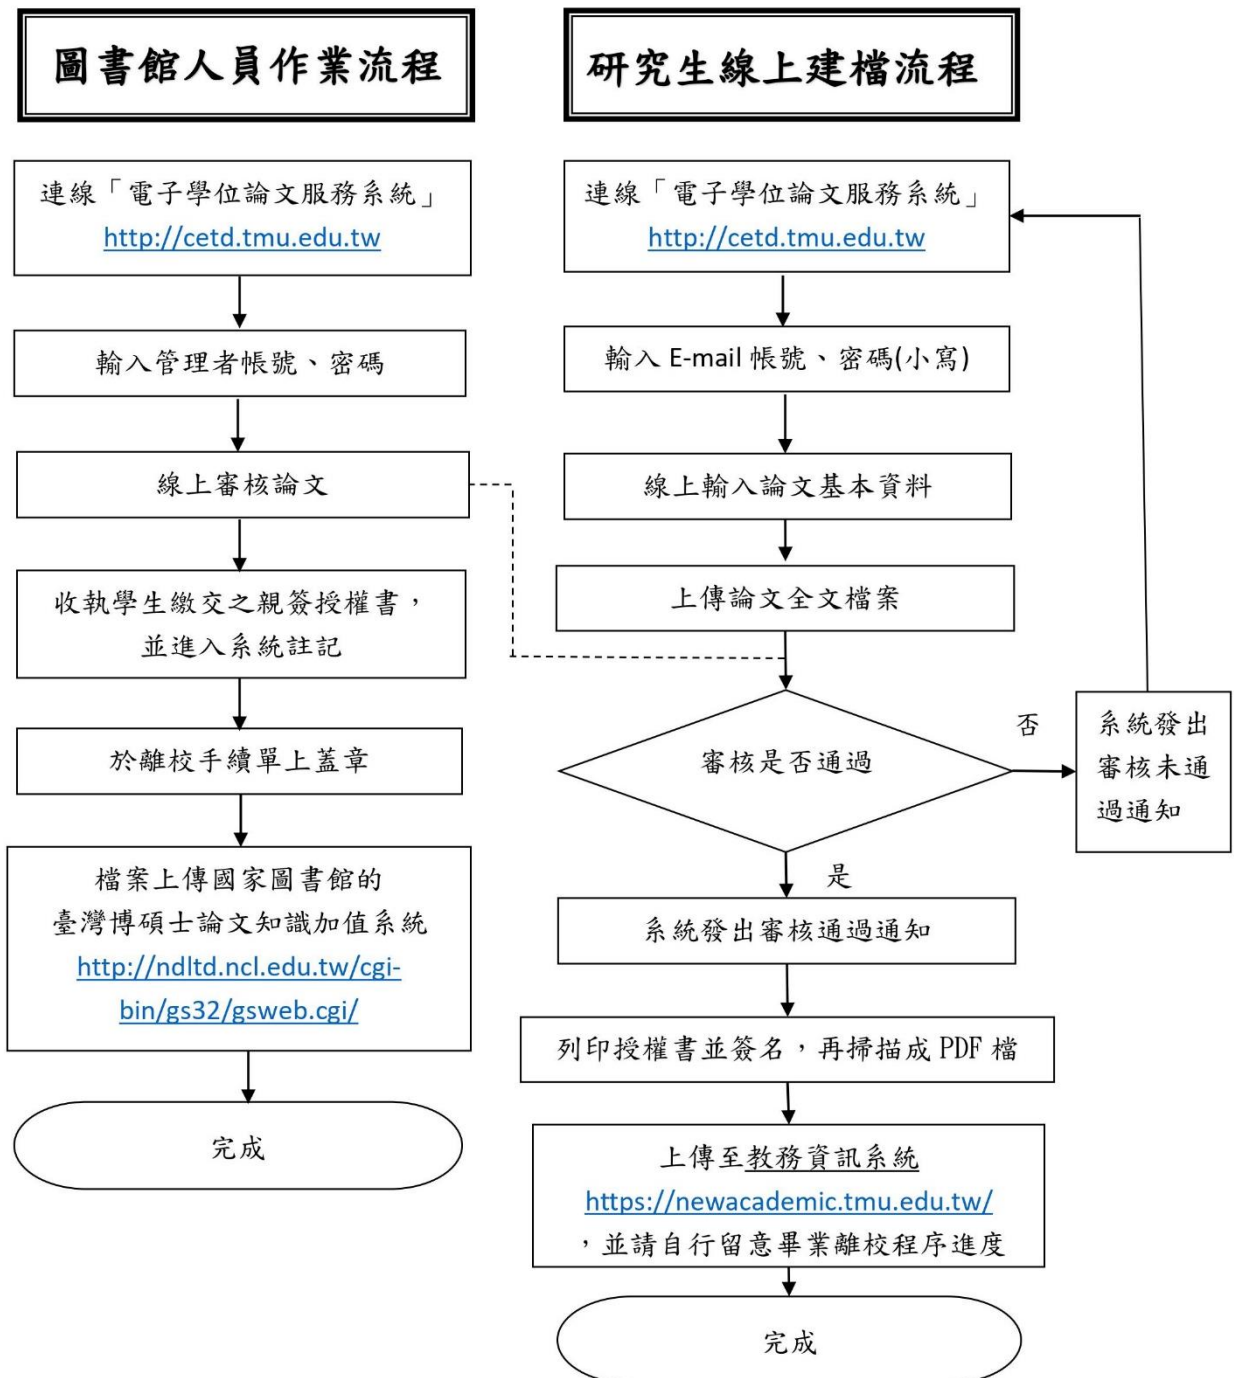 圖書館人員作業流程
連線「電子學位論文服務系統」
http://cetd.tmu.edu.tw
輸入管理者帳號、密碼
線上審核論文
收執學生繳交之親簽授權書，
並進入系統註記
於離校手續單上蓋章
檔案上傳國家圖書館的
臺灣博碩士論文知識加值系統
http://ndltd.ncl.edu.tw/cgi-
bin/gs32/gsweb.cgi/
完成
研究生線上建檔流程
連線「電子學位論文服務系統」
http://cetd.tmu.edu.tw
輸入 E-mail 帳號、密碼(小寫)
線上輸入論文基本資料
上傳論文全文檔案
審核是否通過
否
系統發出
審核未通
過通知
是
系統發出審核通過通知
列印授權書並簽名，再掃描成 PDF 檔
上傳至教務資訊系統
https://newacademic.tmu.edu.tw/
，並請自行留意畢業離校程序進度
完成